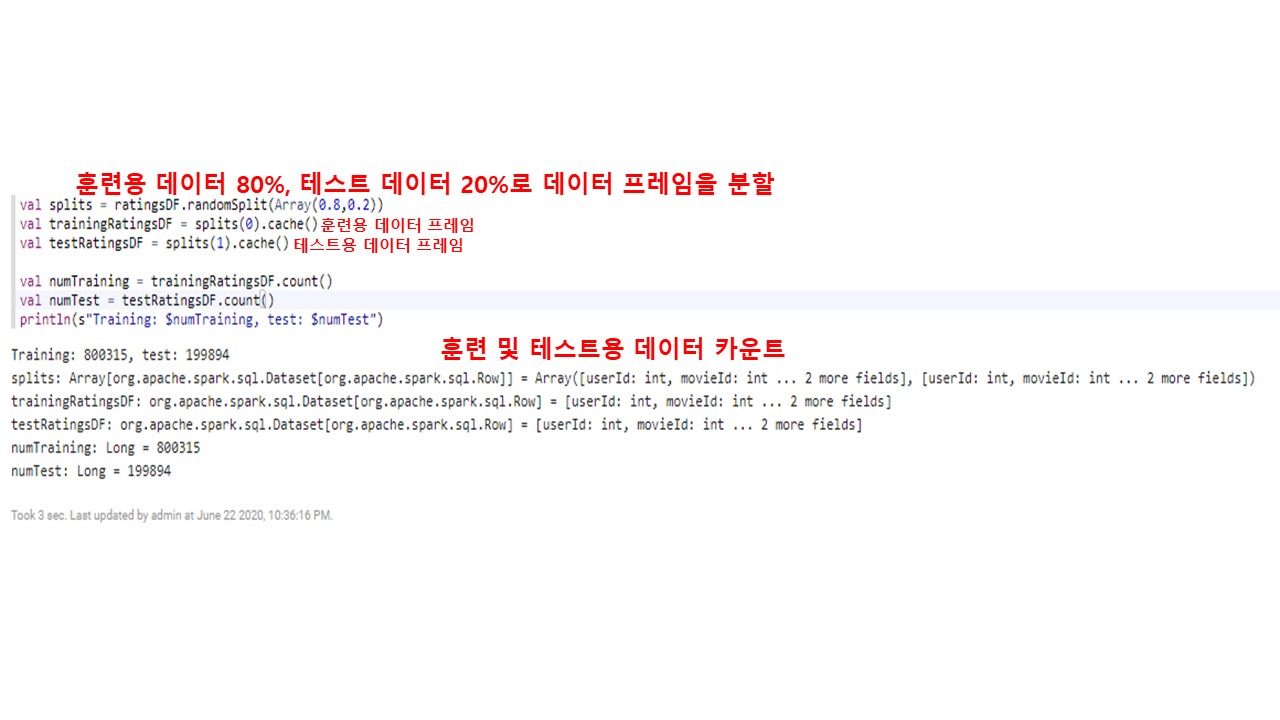 훈련용 데이터 80%, 테스트 데이터 20%로 데이터 프레임을 분할
val splits = ratingsDF.randomSplit(Array(0.8,0.2))
val trainingRatingsDF = splits(0).cache() 훈련용 데이터 프레임
val testRatingsDF = splits(1).cache() 테스트용 데이터 프레임
val numTraining = trainingRatingsDF.count()
val numTest = testRatingsDF.count()
println(s"Training: $numTraining, test: $numTest")
훈련 및 테스트용 데이터 카운트
Training: 800315, test: 199894
splits: Array[org.apache.spark.sql.Dataset[org.apache.spark.sql.Row]] = Array([userId: int, movieId: int ... 2 more fields], [userId: int, movieId: int ... 2 more fields])
trainingRatingsDF: org.apache.spark.sql.Dataset[org.apache.spark.sql.Row] = [userId: int, movieId: int ... 2 more fields]
testRatingsDF: org.apache.spark.sql.Dataset[org.apache.spark.sql.Row] = [userId: int, movieId: int ... 2 more fields]
numTraining: Long = 800315
numTest: Long = 199894
Took 3 sec. Last updated by admin at June 22 2020, 10:36:16 PM.